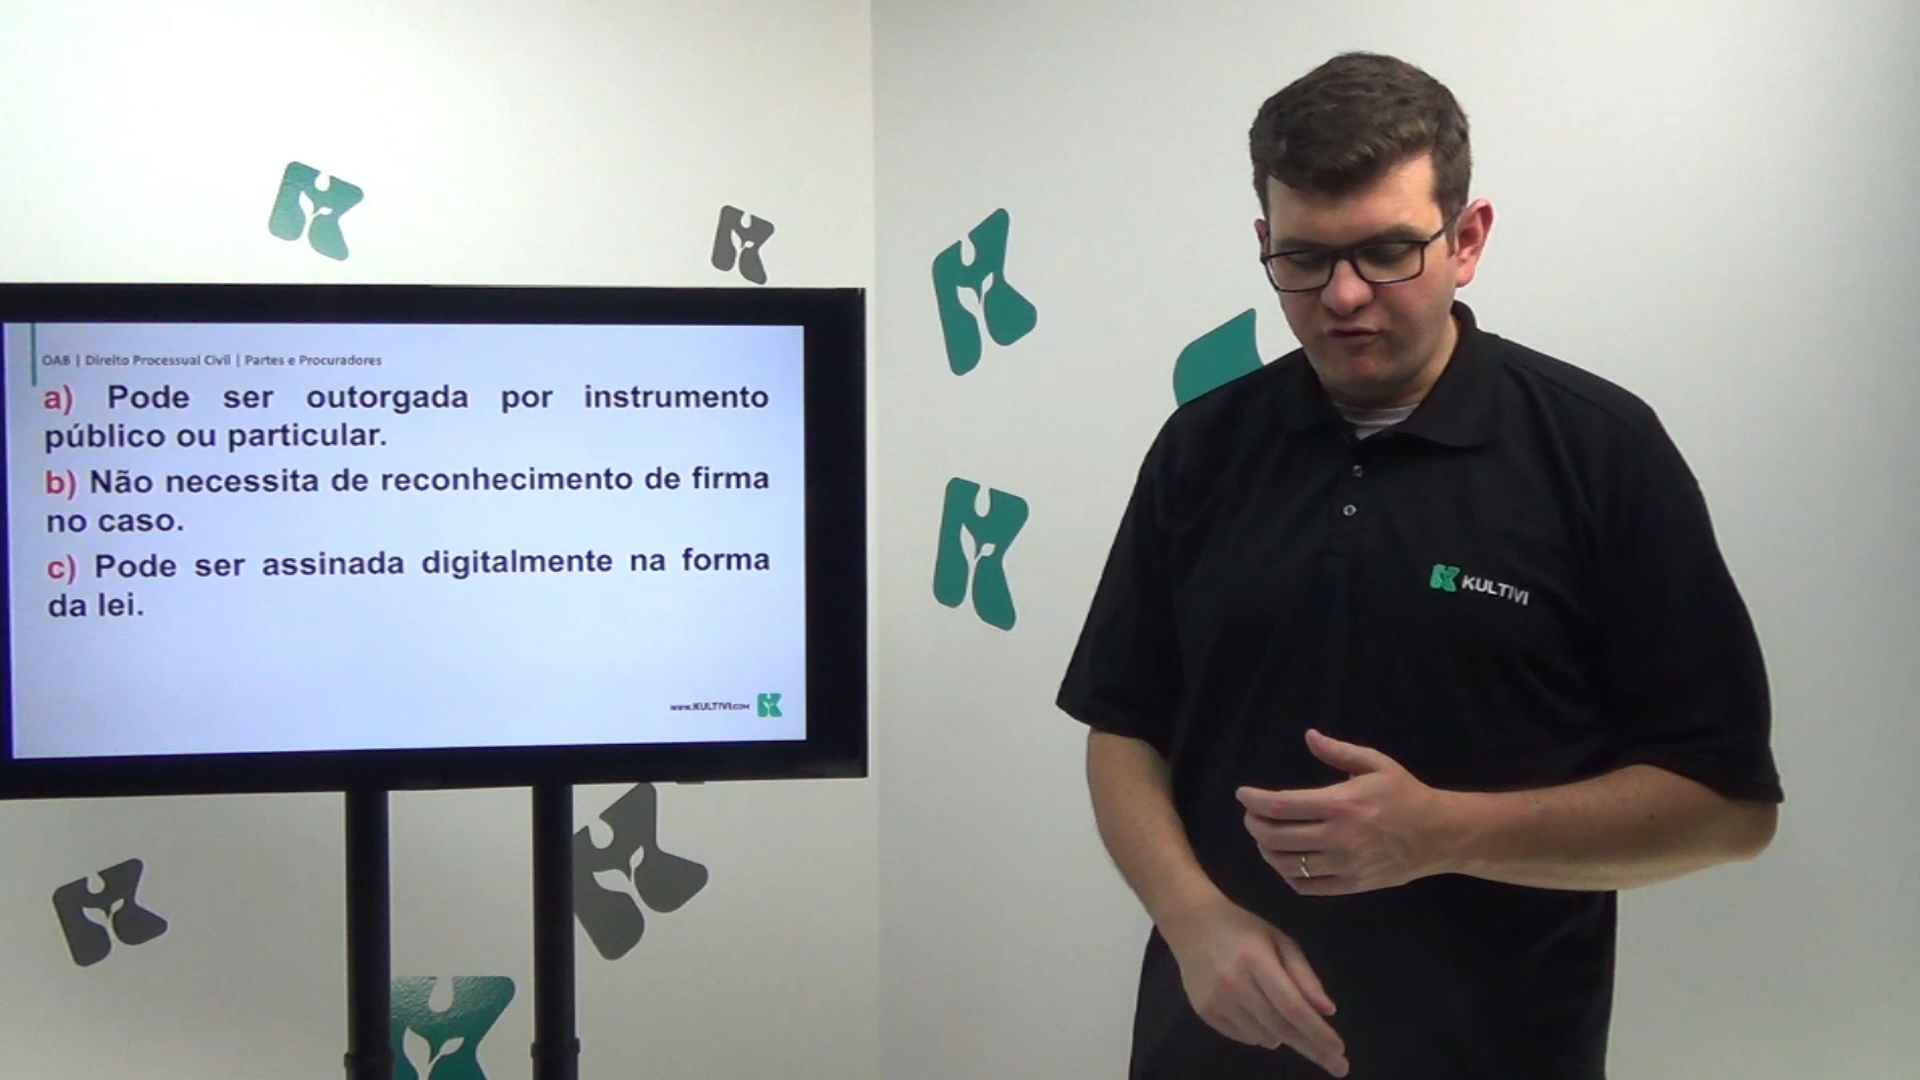 OAB | Direito Processual Civil | Partes e Procuradores
a) Pode ser outorgada por instrumento
público ou particular.
b) Não necessita de reconhecimento de firma
no caso.
c) Pode ser assinada digitalmente na forma
da lei.
www.KULTIVI.COM
KULTIVI